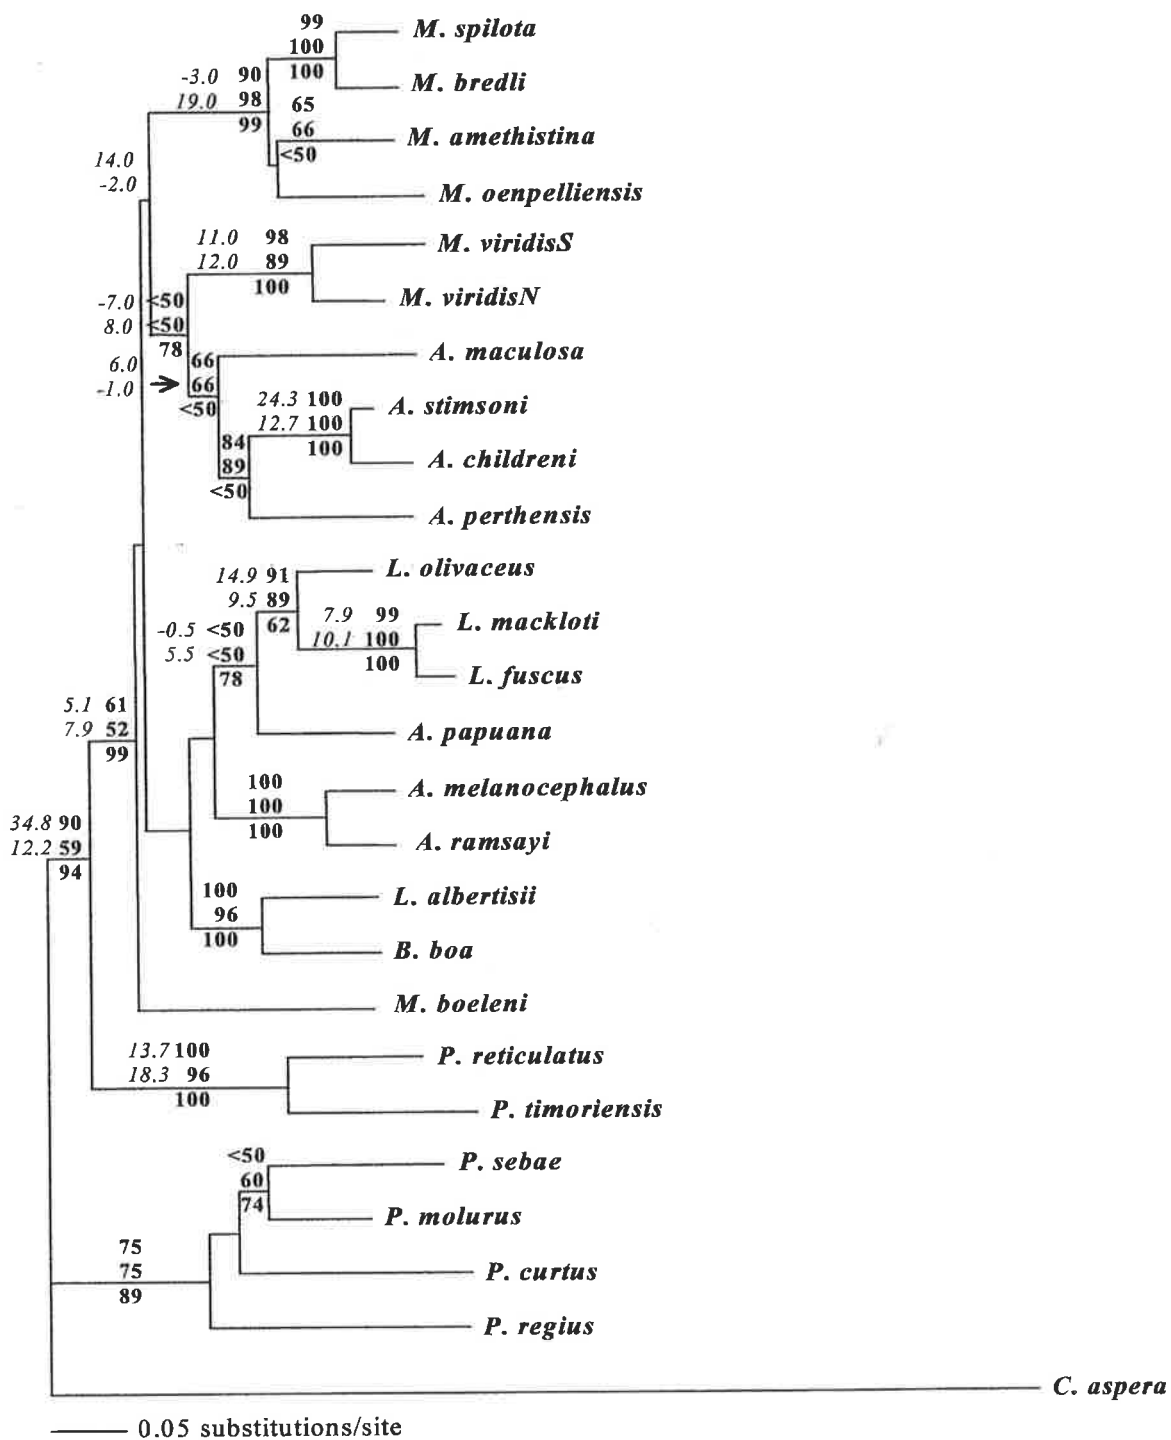 99
100 M. spilota
100
M. bredli
-3.0 90
19.0 98
99
65
66 M. amethistina
<50
M. oenpelliensis
14.0
-2.0
11.0 98 M. viridisS
12.0 89
100
M. viridisN
-7.0 <50
8.0 <50
78
6.0
-1.0
66 A. maculosa
66
<50
24.3 100 A. stimsoni
12.7 100
100
A. childreni
84
89
<50
A. perthensis
14.9 91 L. olivaceus
9.5 89
62
7.9 99 L. mackloti
10.1 100
100
L. fuscus
-0.5 <50
5.5 <50
78
A. papuana
5.1 61
7.9 52
99
100 A. melanocephalus
100
100
A. ramsayi
34.8 90
12.2 59
94
100 L. albertisii
96
100
B. boa
M. boeleni
13.7 100 P. reticulatus
18.3 96
100
P. timoriensis
<50 P. sebae
60
74
P. molurus
75
75
89
P. curtus
P. regius
C. aspera
0.05 substitutions/site